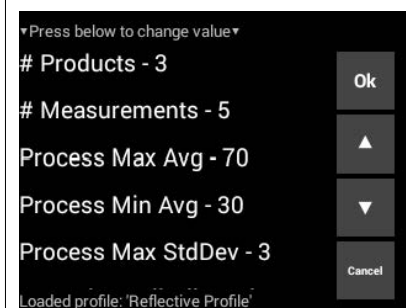 ▾Press below to change value▾
# Products - 3
Ok
# Measurements - 5
Process Max Avg - 70
Process Min Avg - 30
Process Max StdDev - 3
Cancel
Loaded profile: 'Reflective Profile'